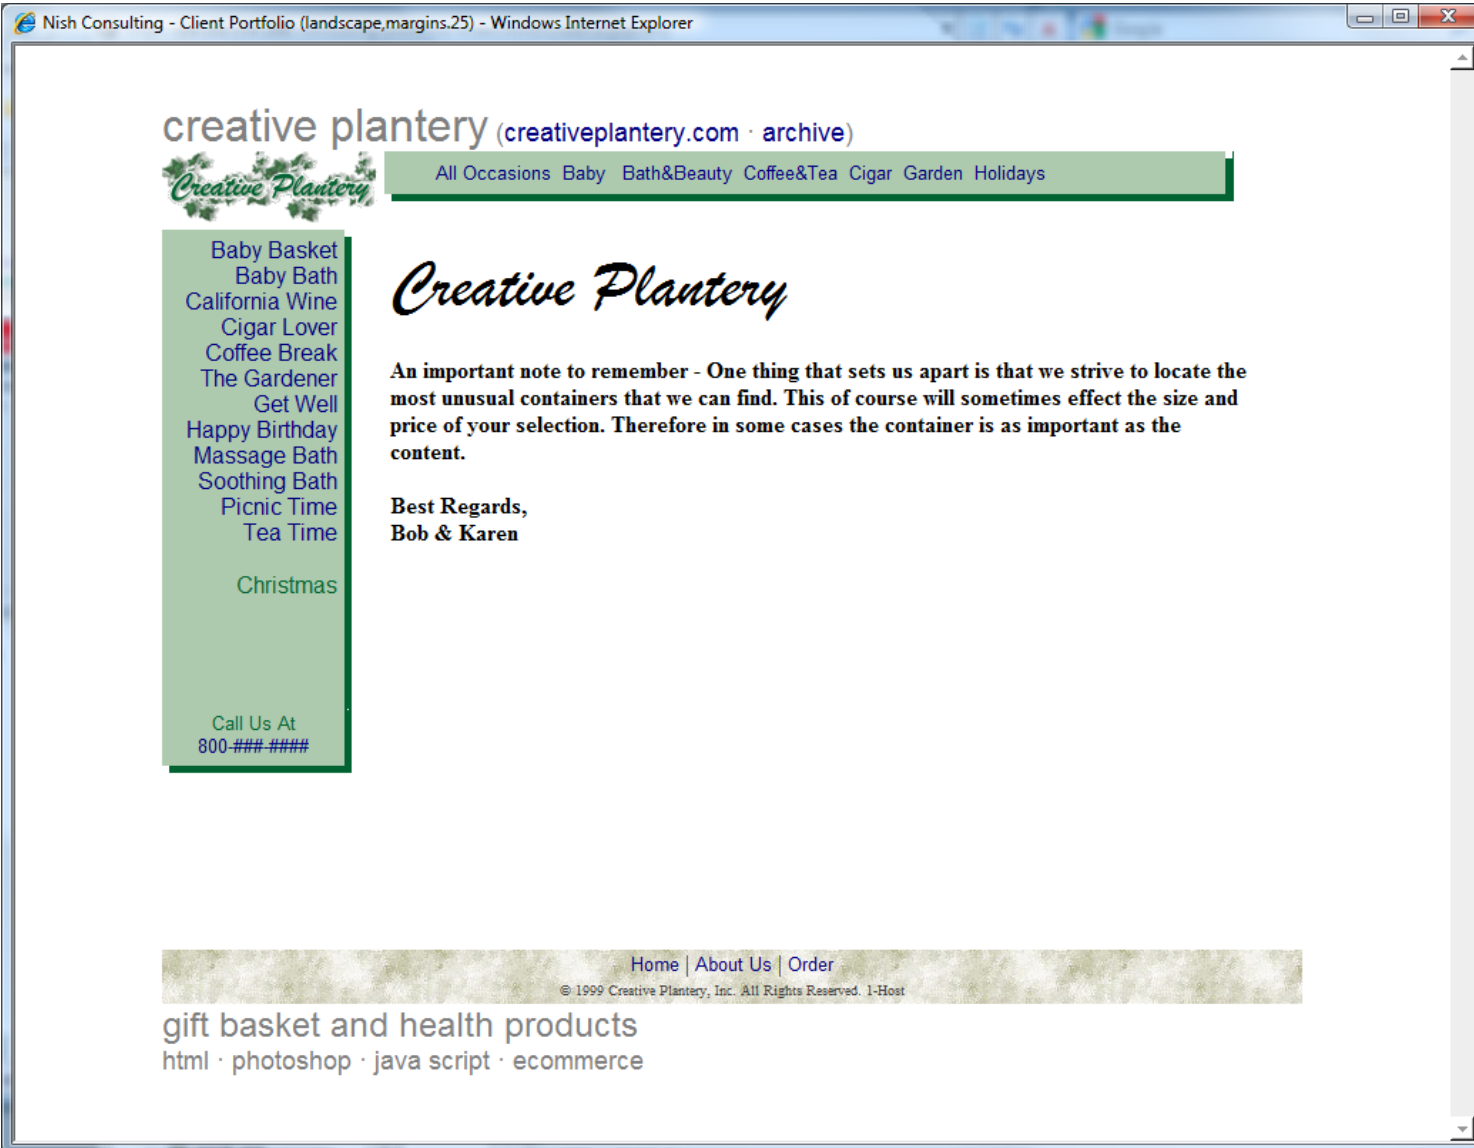 Nish Consulting - Client Portfolio (landscape,margins.25) - Windows Internet Explorer
creative plantery (creativeplantery.com · archive)
Creative Plantery
All Occasions Baby Bath&Beauty Coffee&Tea Cigar Garden Holidays
Baby Basket
Baby Bath
California Wine
Cigar Lover
Coffee Break
The Gardener
Get Well
Happy Birthday
Massage Bath
Soothing Bath
Picnic Time
Tea Time
Christmas
Call Us At
800-###-####
Creative Plantery
An important note to remember - One thing that sets us apart is that we strive to locate the
most unusual containers that we can find. This of course will sometimes effect the size and
price of your selection. Therefore in some cases the container is as important as the
content.
Best Regards,
Bob & Karen
Home | About Us | Order
© 1999 Creative Plantery, Inc. All Rights Reserved. 1-Host
gift basket and health products
html · photoshop · java script · ecommerce